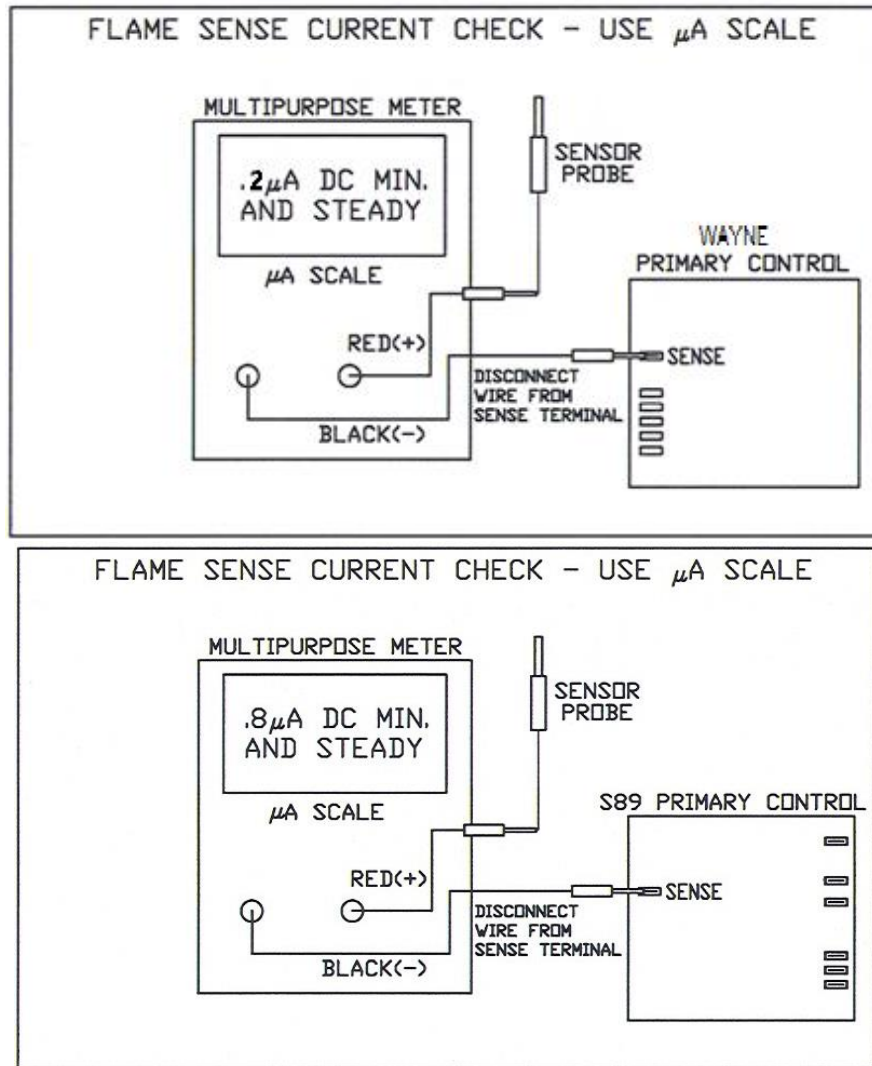 FLAME SENSE CURRENT CHECK - USE µA SCALE
MULTIPURPOSE METER
.2µA DC MIN.
AND STEADY
SENSOR
PROBE
µA SCALE
WAYNE
PRIMARY CONTROL
RED(+)
SENSE
DISCONNECT
WIRE FROM
SENSE TERMINAL
BLACK(-)
FLAME SENSE CURRENT CHECK - USE µA SCALE
MULTIPURPOSE METER
.8µA DC MIN.
AND STEADY
SENSOR
PROBE
µA SCALE
S89 PRIMARY CONTROL
RED(+)
SENSE
DISCONNECT
WIRE FROM
SENSE TERMINAL
BLACK(-)